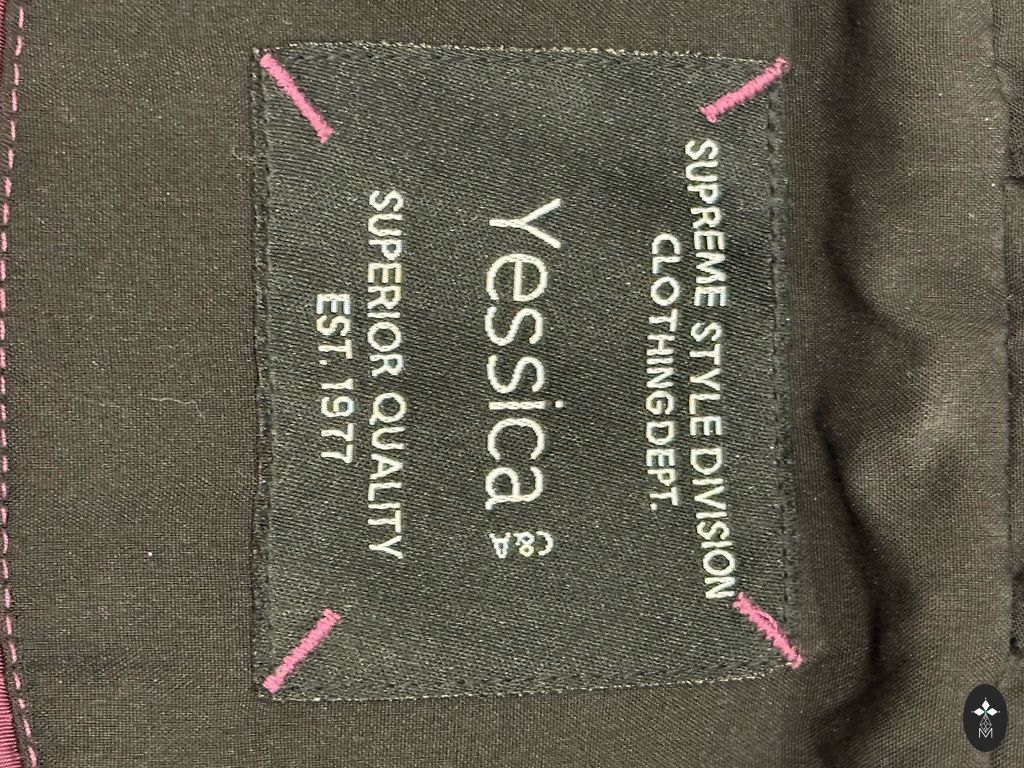 SUPREME STYLE DIVISION
CLOTHING DEPT.
Yessica
C&A
SUPERIOR QUALITY
EST. 1977
M